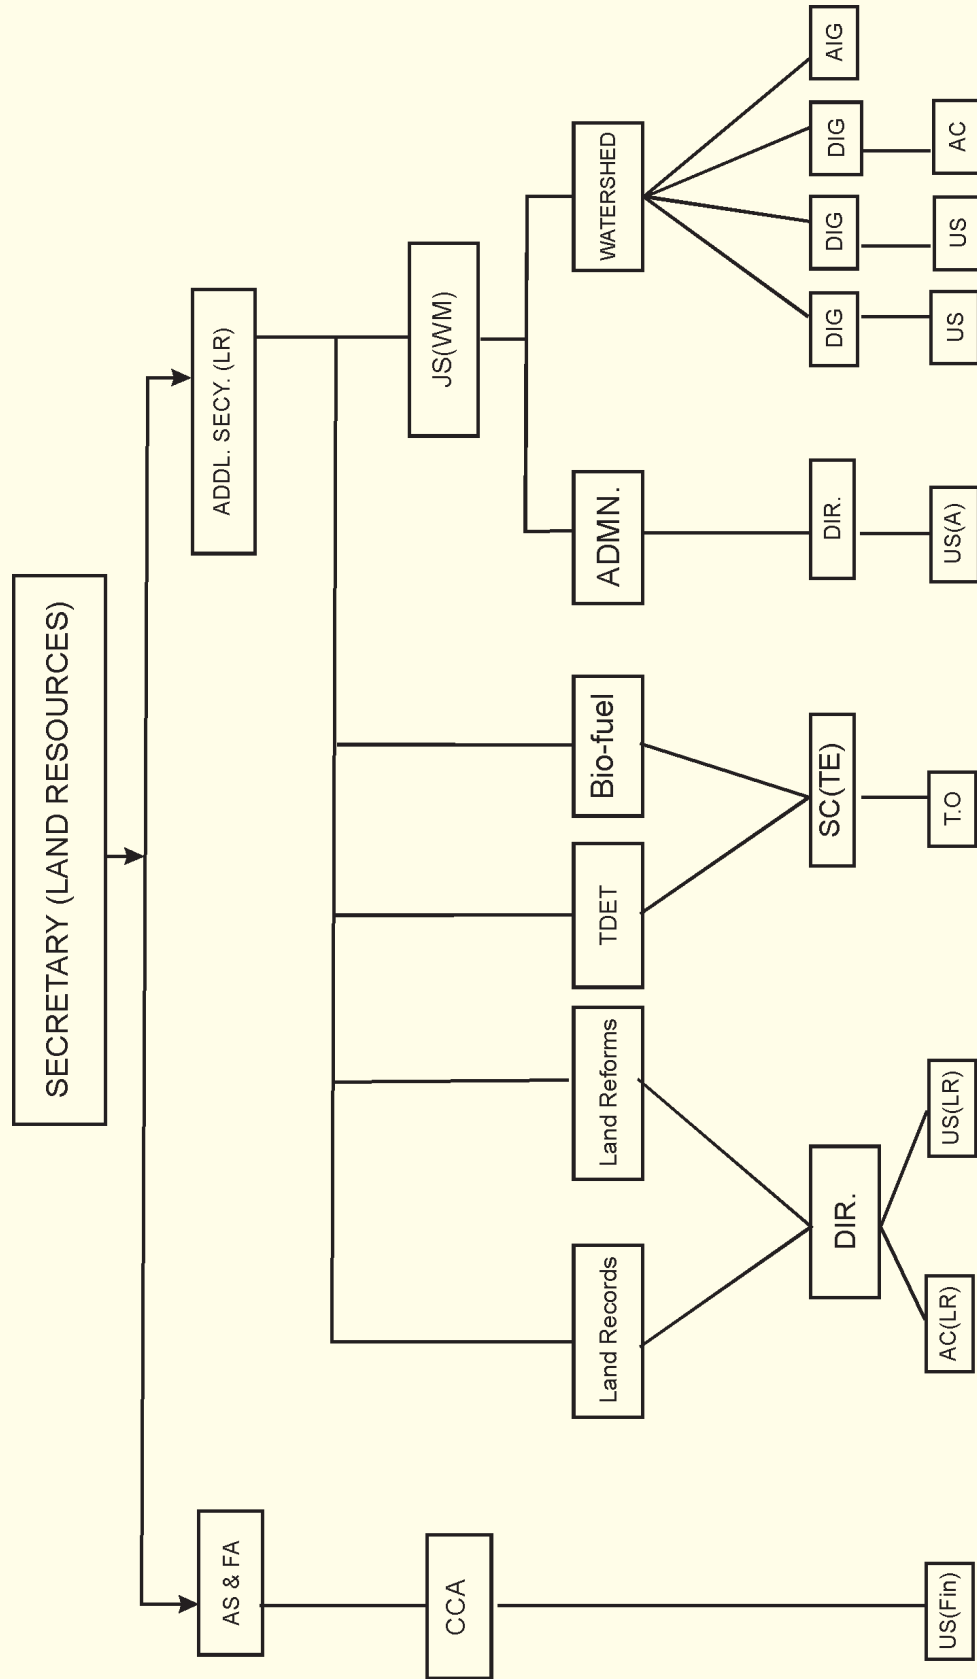 SECRETARY (LAND RESOURCES)
AS & FA
ADDL. SECY. (LR)
CCA
JS(WM)
Land Records
Land Reforms
TDET
Bio-fuel
ADMN.
WATERSHED
DIR.
SC(TE)
DIR.
DIG
DIG
DIG
AIG
US(Fin)
AC(LR)
US(LR)
T.O
US(A)
US
US
AC